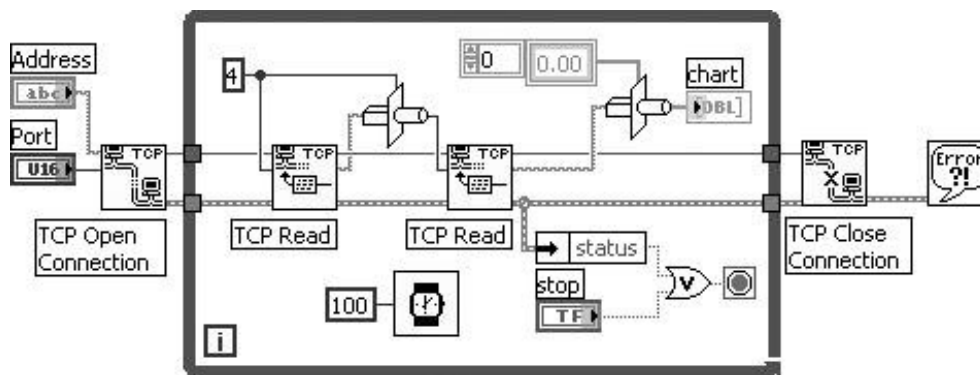 Address
abc
Port
U16
TCP
TCP Open
Connection
4
TCP
TCP Read
TCP
TCP Read
0
0.00
chart
DBL]
status
stop
TF
V
100
i
TCP
X
TCP Close
Connection
Error
?!